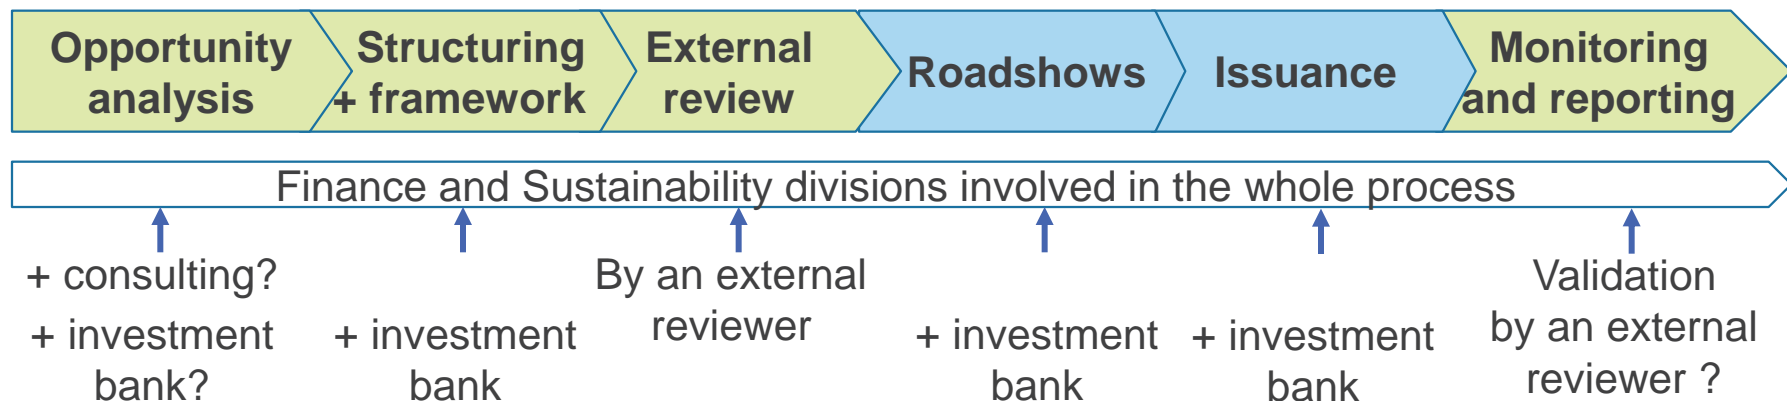 Opportunity
analysis
Structuring
+ framework
External
review
Roadshows
Issuance
Monitoring
and reporting
Finance and Sustainability divisions involved in the whole process
+ consulting?
+ investment
bank?
+ investment
bank
By an external
reviewer
+ investment
bank
+ investment
bank
Validation
by an external
reviewer ?